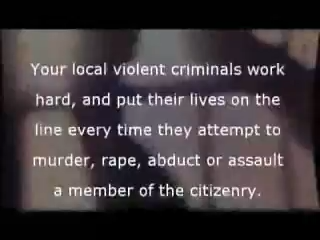 Your local violent criminals work
hard, and put their lives on the
line every time they attempt to
murder, rape, abduct or assault
a member of the citizenry.